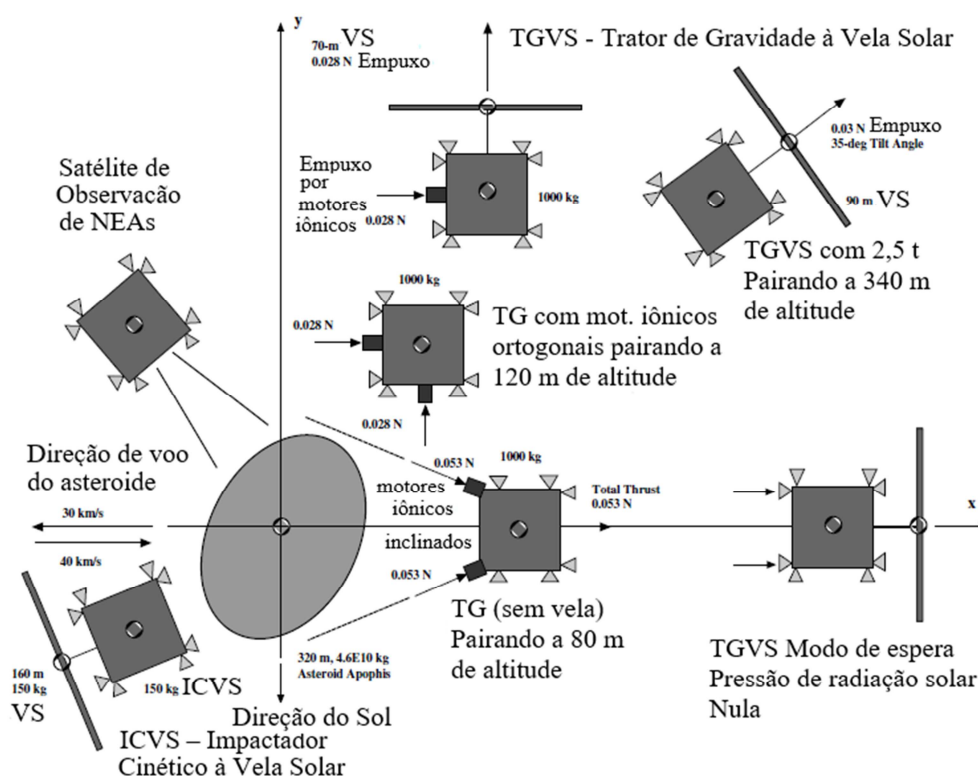 y
70-m VS
0.028 N Empuxo
TGVS - Trator de Gravidade à Vela Solar
0.03 N Empuxo
35-deg Tilt Angle
90 m VS
TGVS com 2,5 t
Pairando a 340 m
de altitude
Empuxo
por
motores
iônicos
0.028 N
1000 kg
Satélite de
Observacão
de NEAs
1000 kg
0.028 N
TG com mot. iônicos
ortogonais pairando a
120 m de altitude
0.028 N
Direção de voo
do asteroide
30 km/s
40 km/s
0.053 N
1000 kg
motores
iônicos
inclinados
0.053 N
Total Thrust
0.053 N
x
TG (sem vela)
Pairando a 80 m
de altitude
TGVS Modo de espera
Pressão de radiação solar
Nula
160 m
150 kg
VS
150 kg ICVS
320 m, 4.6E10 kg
Asteroid Apophis
Direção do Sol
ICVS – Impactador
Cinético à Vela Solar